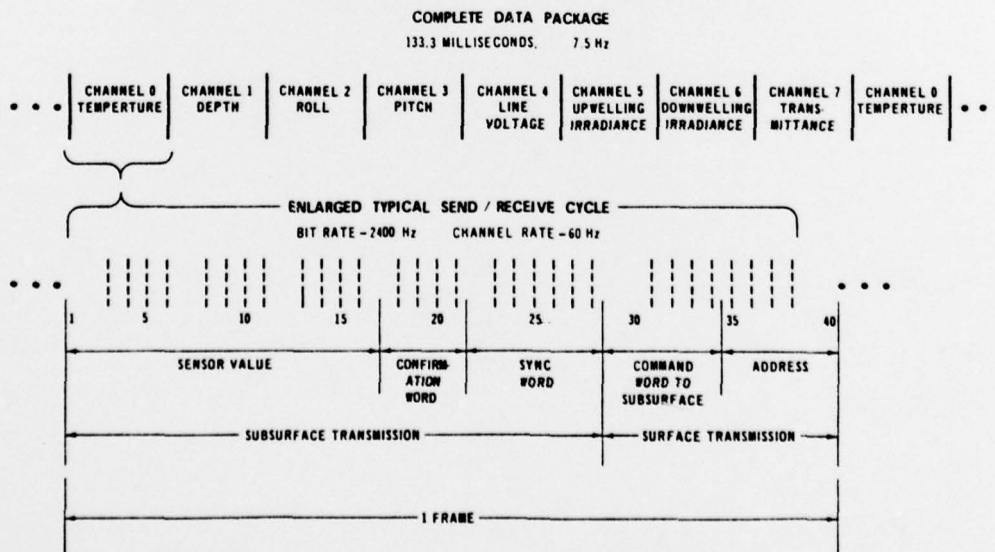 COMPLETE DATA PACKAGE
133.3 MILLISECONDS, 7.5 Hz
CHANNEL 0 TEMPERTURE
CHANNEL 1 DEPTH
CHANNEL 2 ROLL
CHANNEL 3 PITCH
CHANNEL 4 LINE VOLTAGE
CHANNEL 5 UPWELLING IRRADIANCE
CHANNEL 6 DOWNWELLING IRRADIANCE
CHANNEL 7 TRANS- MITTANCE
CHANNEL 0 TEMPERTURE
ENLARGED TYPICAL SEND / RECEIVE CYCLE
BIT RATE - 2400 Hz CHANNEL RATE - 60 Hz
1 5 10 15 20 25 30 35 40
SENSOR VALUE
CONFIRM- ATION WORD
SYNC WORD
COMMAND WORD TO SUBSURFACE
ADDRESS
SUBSURFACE TRANSMISSION
SURFACE TRANSMISSION
1 FRAME